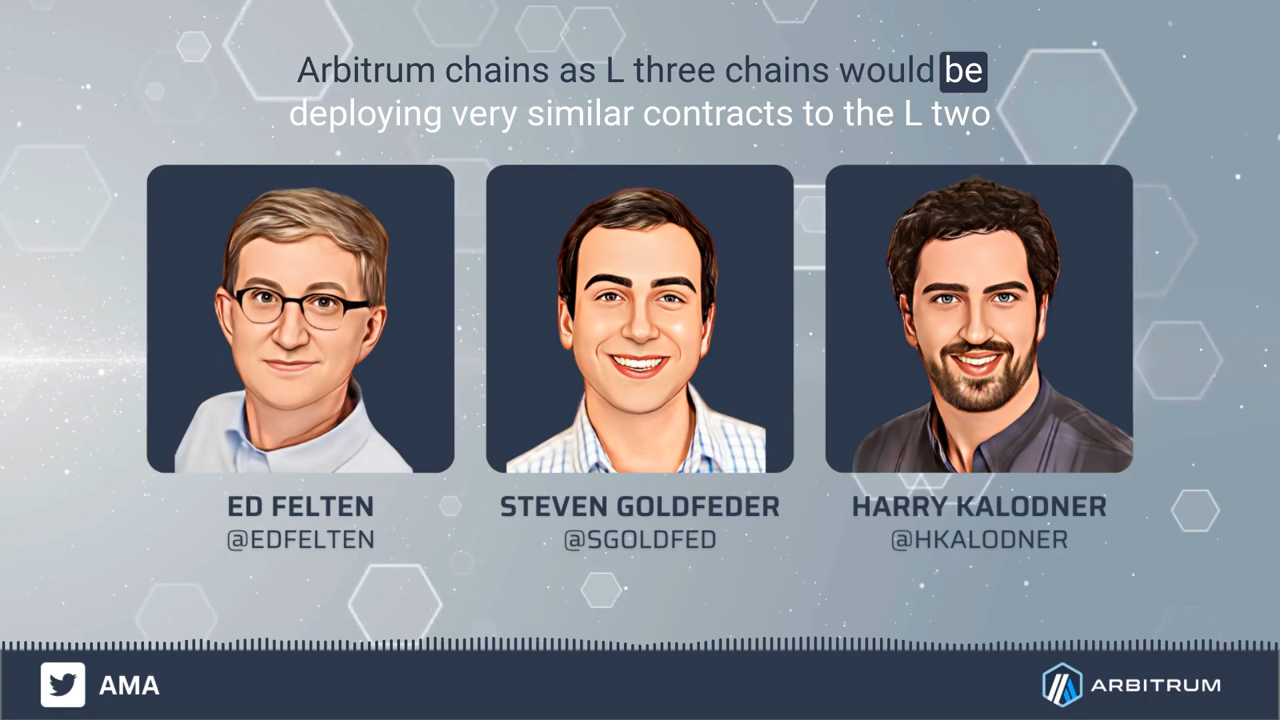 Arbitrum chains as L three chains would be
deploying very similar contracts to the L two
ED FELTEN
@EDFELTEN
STEVEN GOLDFEDER
@SGOLDFED
HARRY KALODNER
@HKALODNER
AMA
ARBITRUM